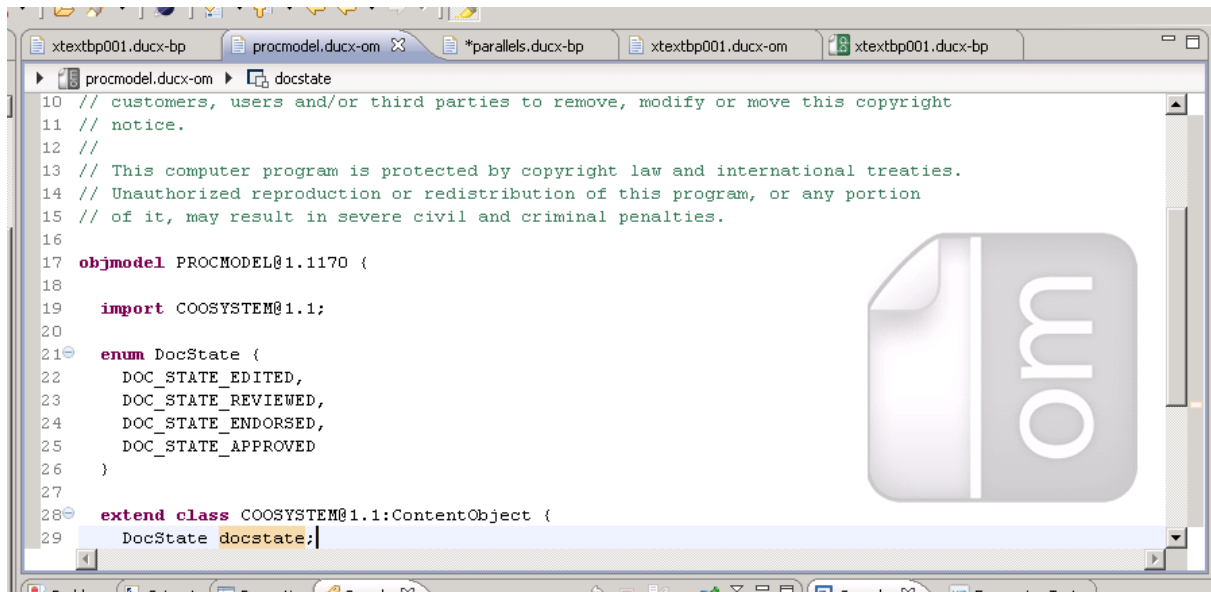 xtextbp001.ducx-bp procmodel.ducx-om *parallels.ducx-bp xtextbp001.ducx-om xtextbp001.ducx-bp
procmodel.ducx-om docstate
10 // customers, users and/or third parties to remove, modify or move this copyright
11 // notice.
12 //
13 // This computer program is protected by copyright law and international treaties.
14 // Unauthorized reproduction or redistribution of this program, or any portion
15 // of it, may result in severe civil and criminal penalties.
16
17 objmodel PROCMODEL@1.1170 {
18
19 import COOSYSTEM@1.1;
20
21 enum DocState {
22 DOC_STATE_EDITED,
23 DOC_STATE_REVIEWED,
24 DOC_STATE_ENDORSED,
25 DOC_STATE_APPROVED
26 }
27
28 extend class COOSYSTEM@1.1:ContentObject {
29 DocState docstate;
om